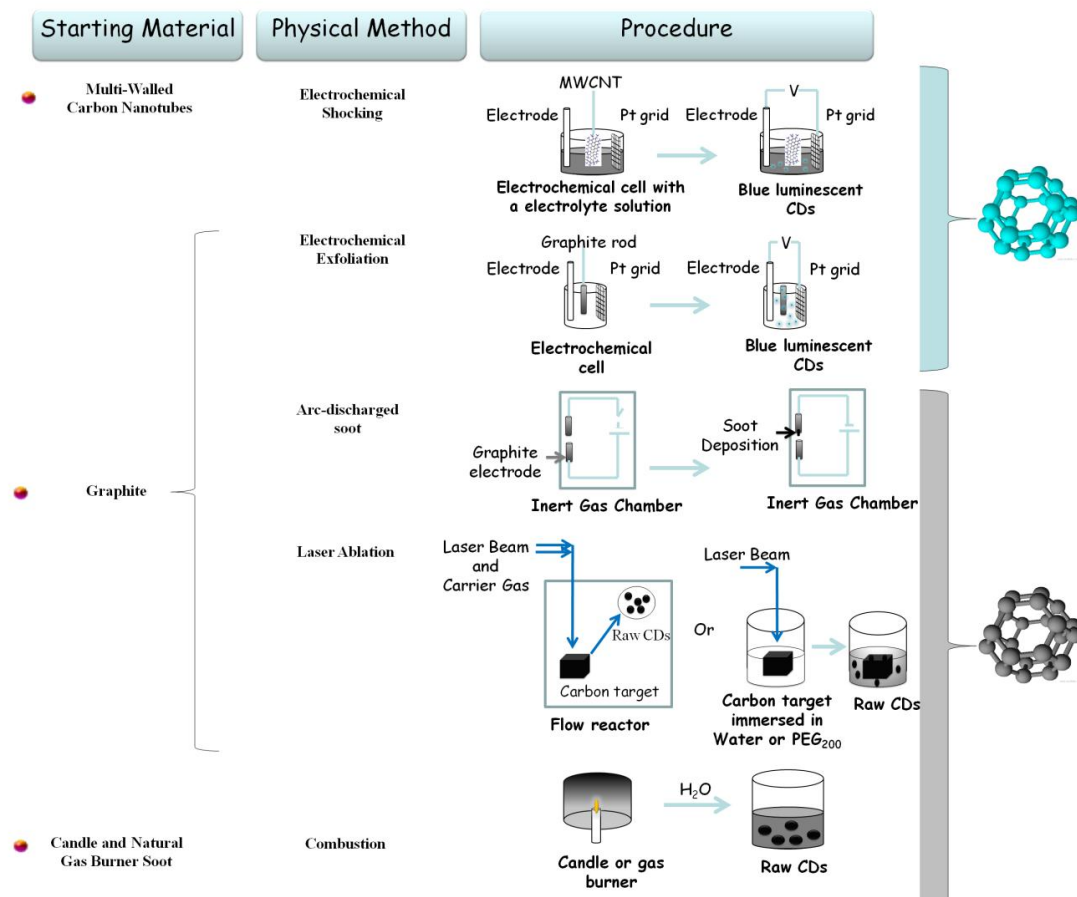 Starting Material
Physical Method
Procedure
Multi-Walled
Carbon Nanotubes
Electrochemical
Shocking
MWCNT
Electrode
Pt grid
Electrochemical cell with
a electrolyte solution
V
Electrode
Pt grid
Blue luminescent
CDs
Graphite
Electrochemical
Exfoliation
Graphite rod
Electrode
Pt grid
Electrochemical
cell
V
Electrode
Pt grid
Blue luminescent
CDs
Arc-discharged
soot
Graphite
electrode
Inert Gas Chamber
Soot
Deposition
Inert Gas Chamber
Laser Ablation
Laser Beam
and
Carrier Gas
Raw CDs
Carbon target
Flow reactor
Or
Laser Beam
Carbon target
immersed in
Water or PEG₂₀₀
Raw CDs
Candle and Natural
Gas Burner Soot
Combustion
Candle or gas
burner
H₂O
Raw CDs